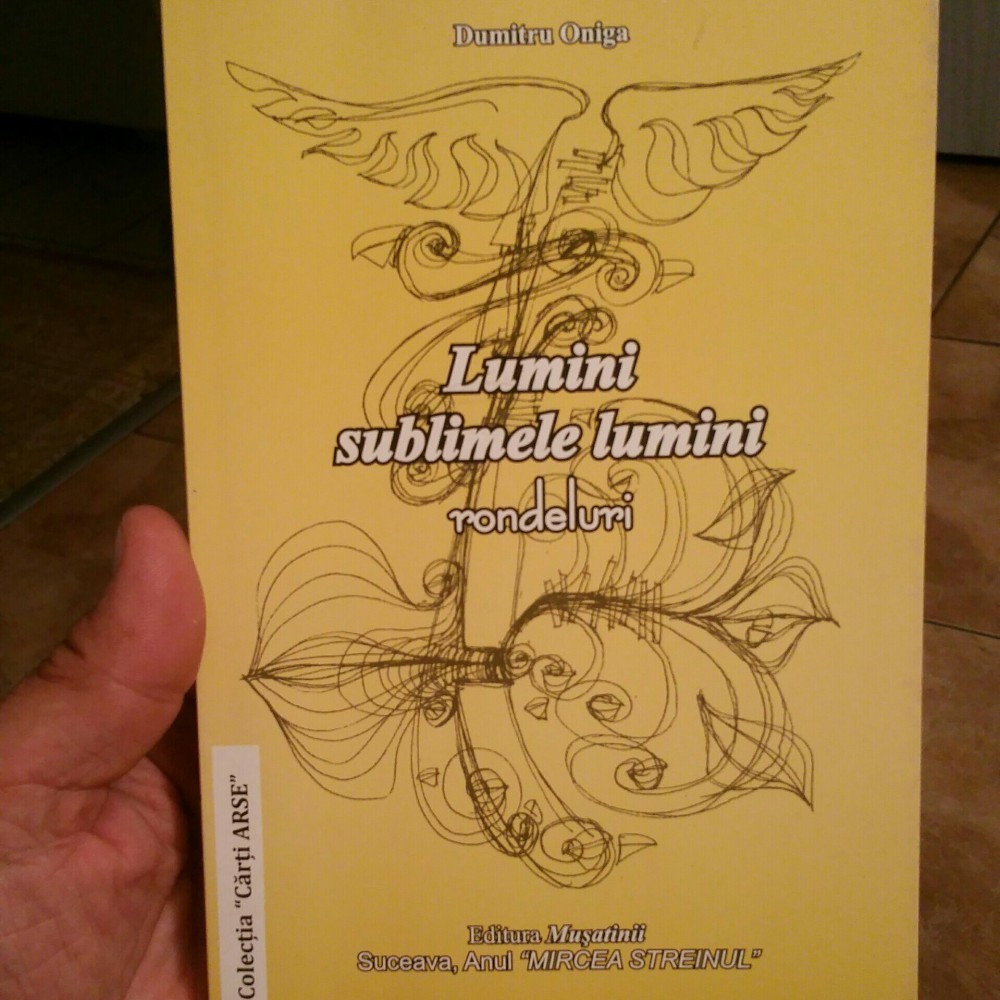 Dumitru Oniga
Lumini
sublimele lumini
rondeluri
Colecția "Cărți ARSE"
Editura Mușatinii
Suceava, Anul "MIRCEA STREINUL"